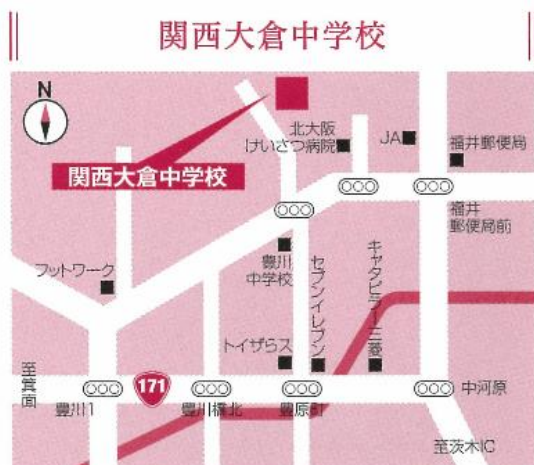 関西大倉中学校
N
北大阪
けいさつ病院
JA
福井郵便局
関西大倉中学校
福井
郵便局前
フットワーク
豊川
中学校
セブンイレブン
キャタピラー三菱
トイザらス
至箕面
171
中河原
豊川1
豊川橋北
豊原町
至茨木IC